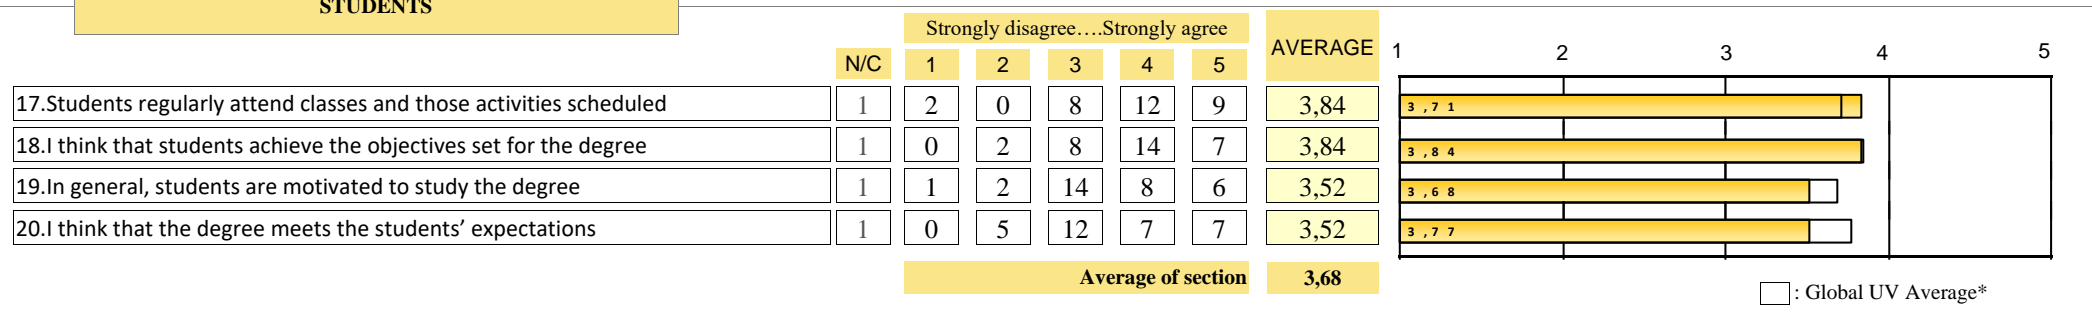 STUDENTS
Strongly disagree….Strongly agree
AVERAGE
N/C 1 2 3 4 5
1 2 3 4 5
17.Students regularly attend classes and those activities scheduled 1 2 0 8 12 9 3,84 3,71
18.I think that students achieve the objectives set for the degree 1 0 2 8 14 7 3,84 3,84
19.In general, students are motivated to study the degree 1 1 2 14 8 6 3,52 3,68
20.I think that the degree meets the students’ expectations 1 0 5 12 7 7 3,52 3,77
Average of section 3,68
: Global UV Average*